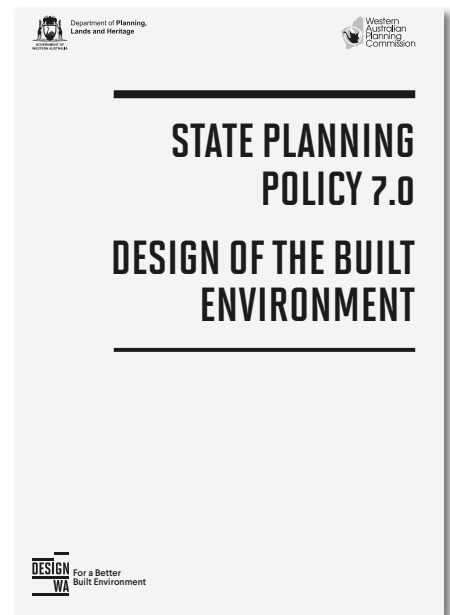 Department of Planning,
Lands and Heritage
GOVERNMENT OF
WESTERN AUSTRALIA
Western
Australian
Planning
Commission
STATE PLANNING
POLICY 7.0
DESIGN OF THE BUILT
ENVIRONMENT
DESIGN
WA
For a Better
Built Environment